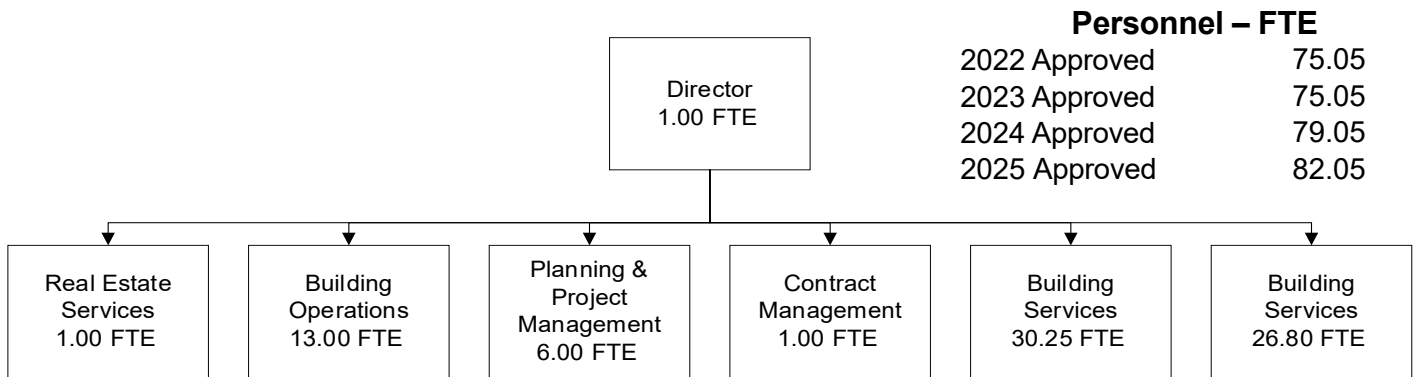 Personnel – FTE
2022 Approved 75.05
2023 Approved 75.05
2024 Approved 79.05
2025 Approved 82.05
Director
1.00 FTE
Real Estate
Services
1.00 FTE
Building
Operations
13.00 FTE
Planning &
Project
Management
6.00 FTE
Contract
Management
1.00 FTE
Building
Services
30.25 FTE
Building
Services
26.80 FTE